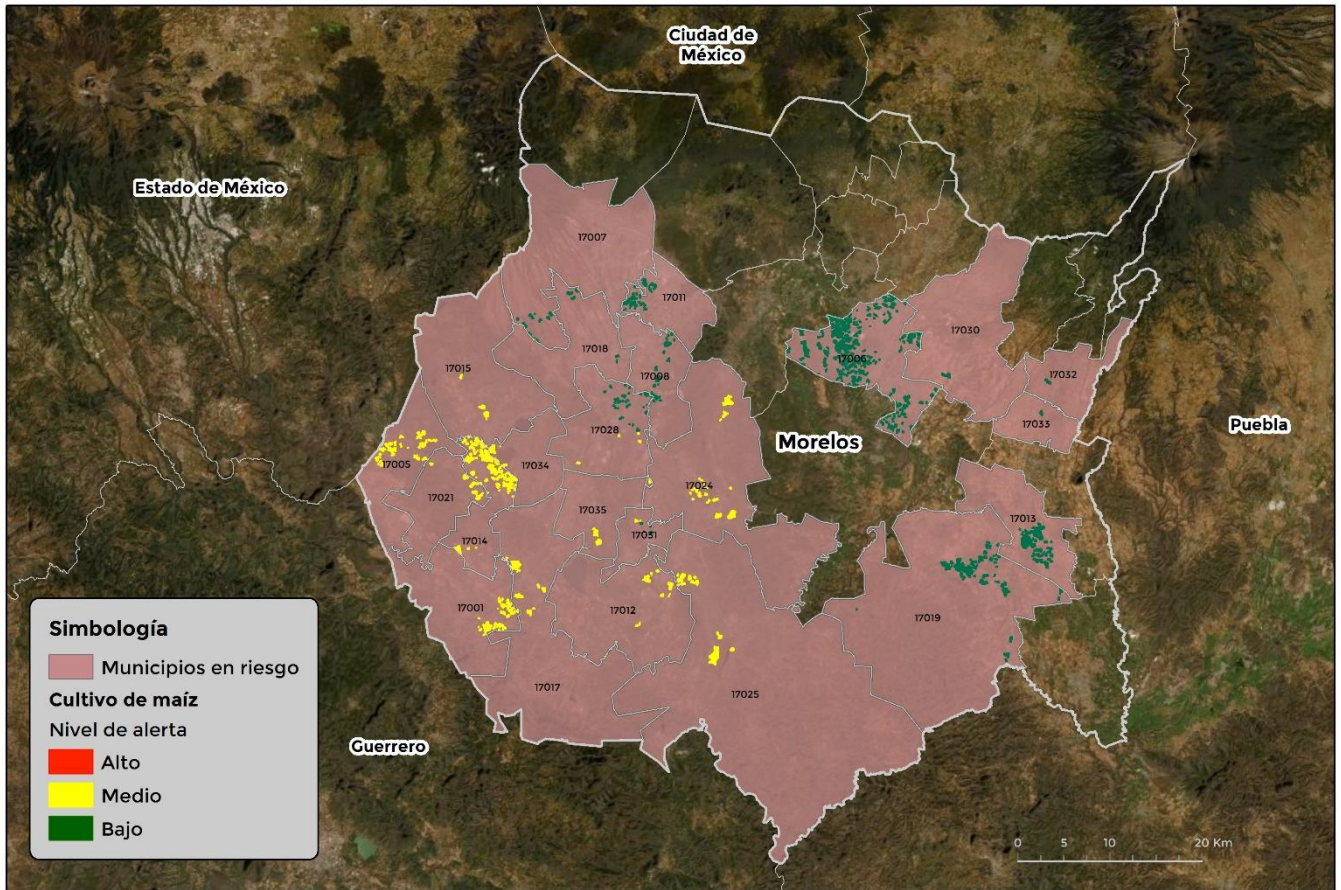 Ciudad de
México
Estado de México
17007
17011
17030
17018
17006
17015
17008
17032
17033
17028
Morelos
Puebla
17005
17034
17024
17021
17035
17013
17014
17031
17001
17012
17019
17017
17025
Guerrero
Simbología
Municipios en riesgo
Cultivo de maíz
Nivel de alerta
Alto
Medio
Bajo
0 5 10 20 Km